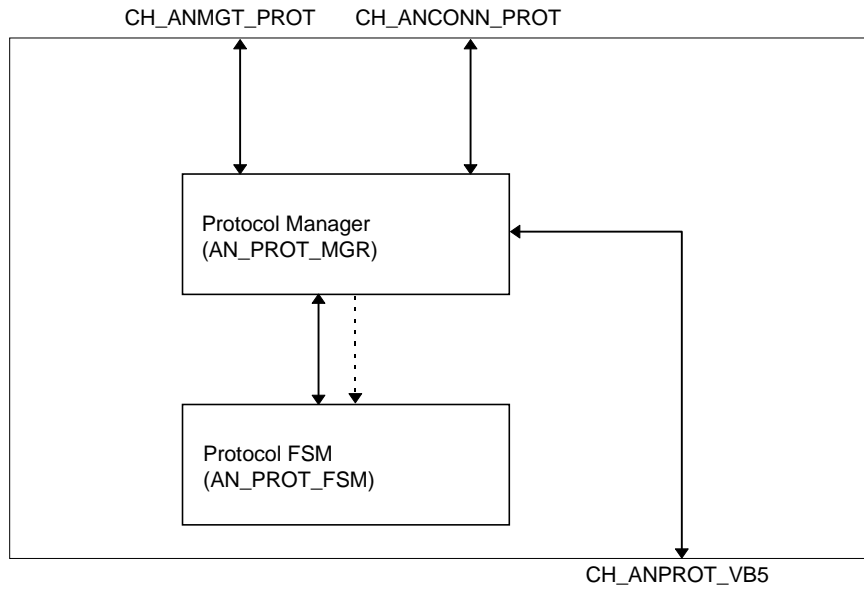 CH_ANMGT_PROT
CH_ANCONN_PROT
Protocol Manager
(AN_PROT_MGR)
Protocol FSM
(AN_PROT_FSM)
CH_ANPROT_VB5